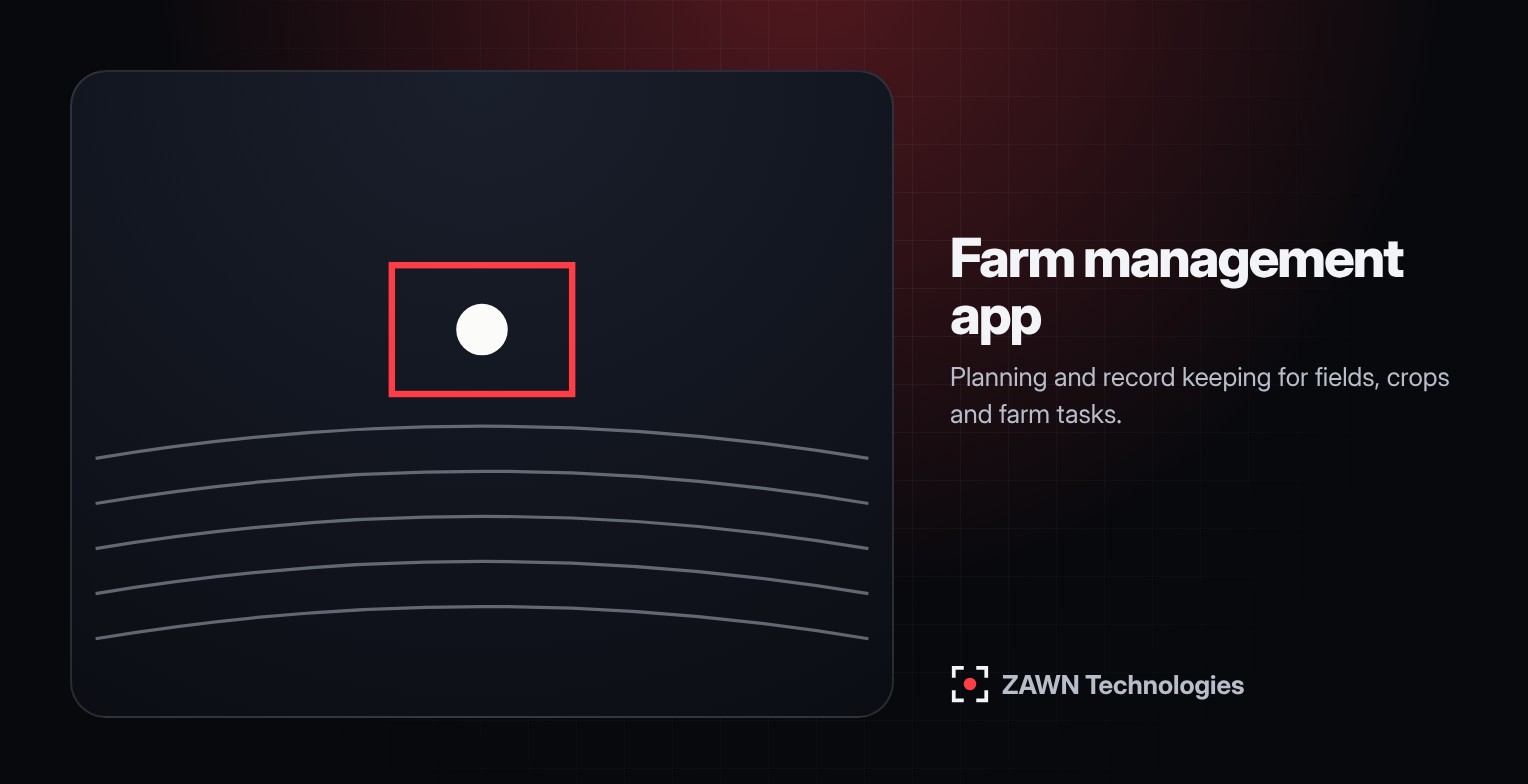 Farm management
app
Planning and record keeping for fields, crops
and farm tasks.
ZAWN Technologies